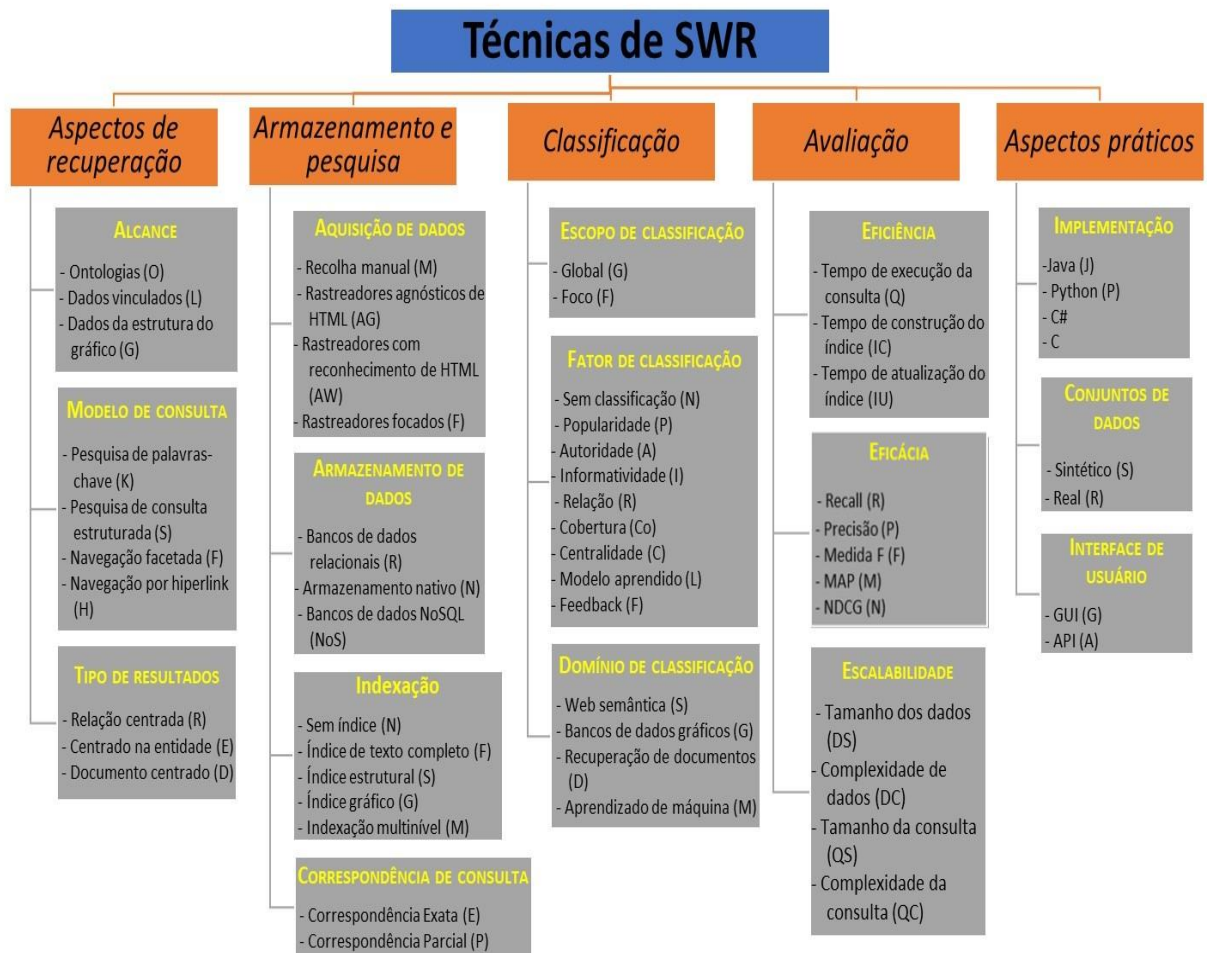 Técnicas de SWR
Aspectos de
recuperação
ALCANCE
- Ontologias (O)
- Dados vinculados (L)
- Dados da estrutura do
gráfico (G)
MODELO DE CONSULTA
- Pesquisa de palavras-
chave (K)
- Pesquisa de consulta
estruturada (S)
- Navegação facetada (F)
- Navegação por hiperlink
(H)
TIPO DE RESULTADOS
- Relação centrada (R)
- Centrado na entidade (E)
- Documento centrado (D)
Armazenamento e
pesquisa
AQUISIÇÃO DE DADOS
- Recolha manual (M)
- Rastreadores agnósticos de
HTML (AG)
- Rastreadores com
reconhecimento de HTML
(AW)
- Rastreadores focados (F)
ARMAZENAMENTO DE
DADOS
- Bancos de dados
relacionais (R)
- Armazenamento nativo (N)
- Bancos de dados NoSQL
(NoS)
Indexação
- Sem índice (N)
- Índice de texto completo (F)
- Índice estrutural (S)
- Índice gráfico (G)
- Indexação multinível (M)
CORRESPONDÊNCIA DE CONSULTA
- Correspondência Exata (E)
- Correspondência Parcial (P)
Classificação
ESCOPO DE CLASSIFICAÇÃO
- Global (G)
- Foco (F)
FATOR DE CLASSIFICAÇÃO
- Sem classificação (N)
- Popularidade (P)
- Autoridade (A)
- Informatividade (I)
- Relação (R)
- Cobertura (Co)
- Centralidade (C)
- Modelo aprendido (L)
- Feedback (F)
DOMÍNIO DE CLASSIFICAÇÃO
- Web semântica (S)
- Bancos de dados gráficos (G)
- Recuperação de documentos
(D)
- Aprendizado de máquina (M)
Avaliação
EFICIÊNCIA
- Tempo de execução da
consulta (Q)
- Tempo de construção do
índice (IC)
- Tempo de atualização do
índice (IU)
EFICÁCIA
- Recall (R)
- Precisão (P)
- Medida F (F)
- MAP (M)
- NDCG (N)
ESCALABILIDADE
- Tamanho dos dados
(DS)
- Complexidade de
dados (DC)
- Tamanho da consulta
(QS)
- Complexidade da
consulta (QC)
Aspectos práticos
IMPLEMENTAÇÃO
-Java (J)
- Python (P)
- C#
- C
CONJUNTOS DE
DADOS
- Sintético (S)
- Real (R)
INTERFACE DE
USUÁRIO
- GUI (G)
- API (A)